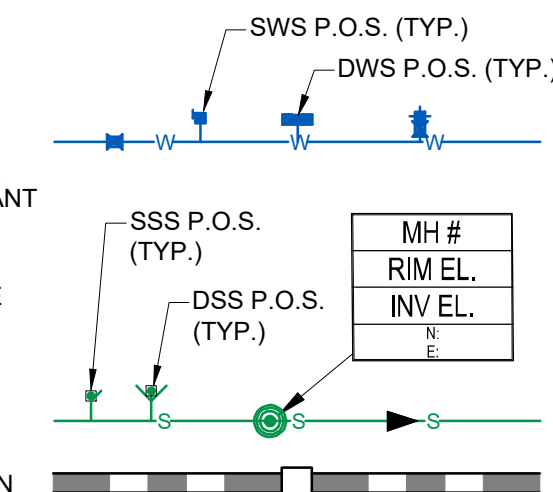 SWS P.O.S. (TYP.)
DWS P.O.S. (TYP.)
W W W
ANT
SSS P.O.S.
(TYP.)
MH #
RIM EL.
INV EL.
N:
E:
E
DSS P.O.S.
(TYP.)
S S S
N